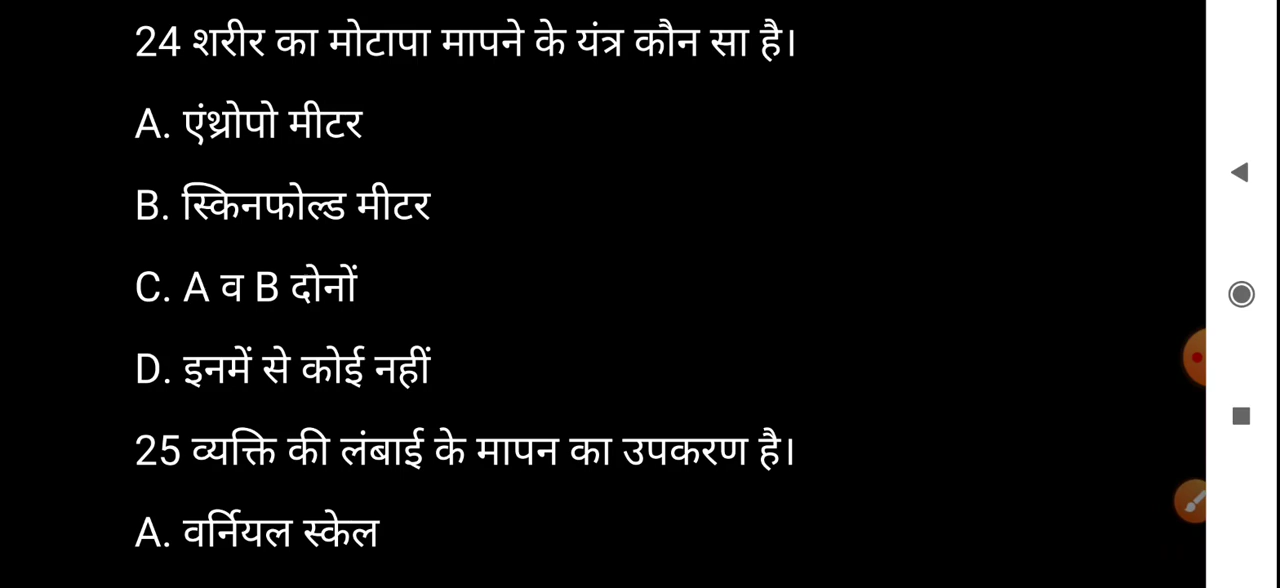 24 शरीर का मोटापा मापने के यंत्र कौन सा है।
A. एंथ्रोपो मीटर
B. स्किनफोल्ड मीटर
C. A व B दोनों
D. इनमें से कोई नहीं
25 व्यक्ति की लंबाई के मापन का उपकरण है।
A. वर्नियल स्केल